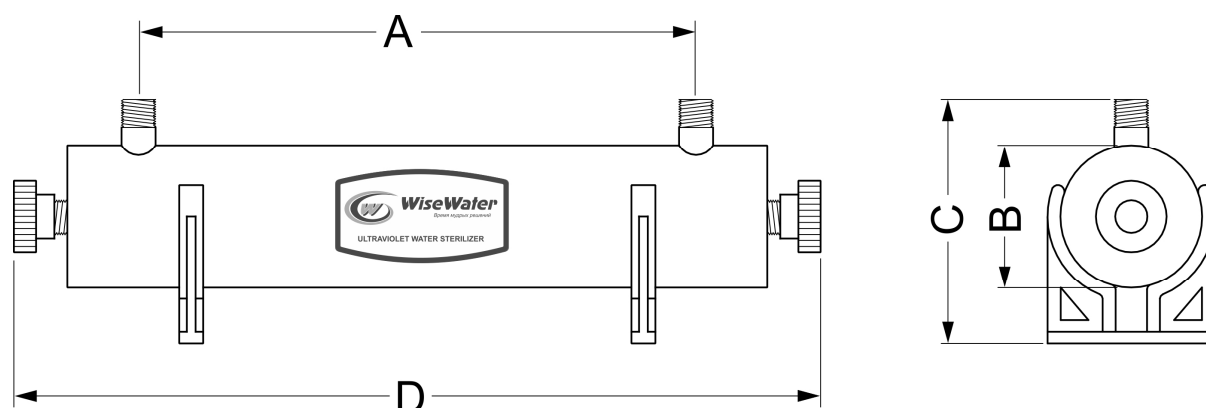 A
WiseWater
Время мудрых решений
ULTRAVIOLET WATER STERILIZER
C
B
D